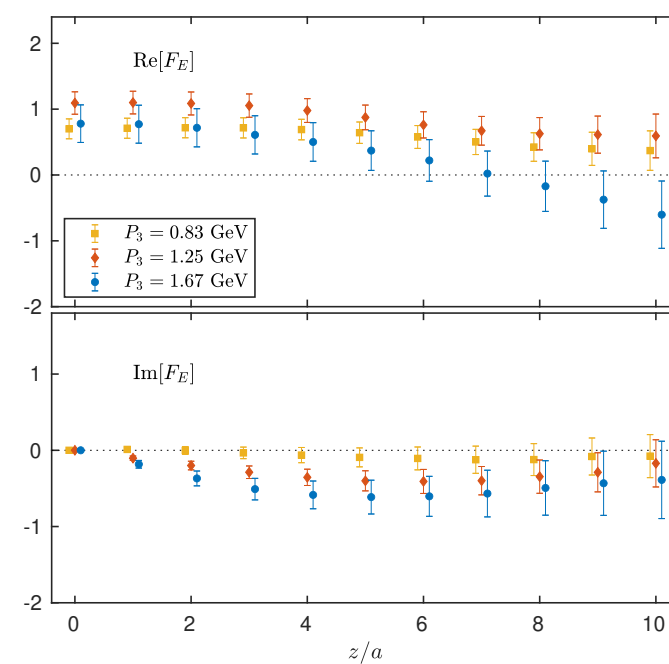 2
Re[F_E]
1
0
-1
P_3 = 0.83 GeV
P_3 = 1.25 GeV
P_3 = 1.67 GeV
-2
Im[F_E]
1
0
-1
-2
0 2 4 6 8 10
z/a